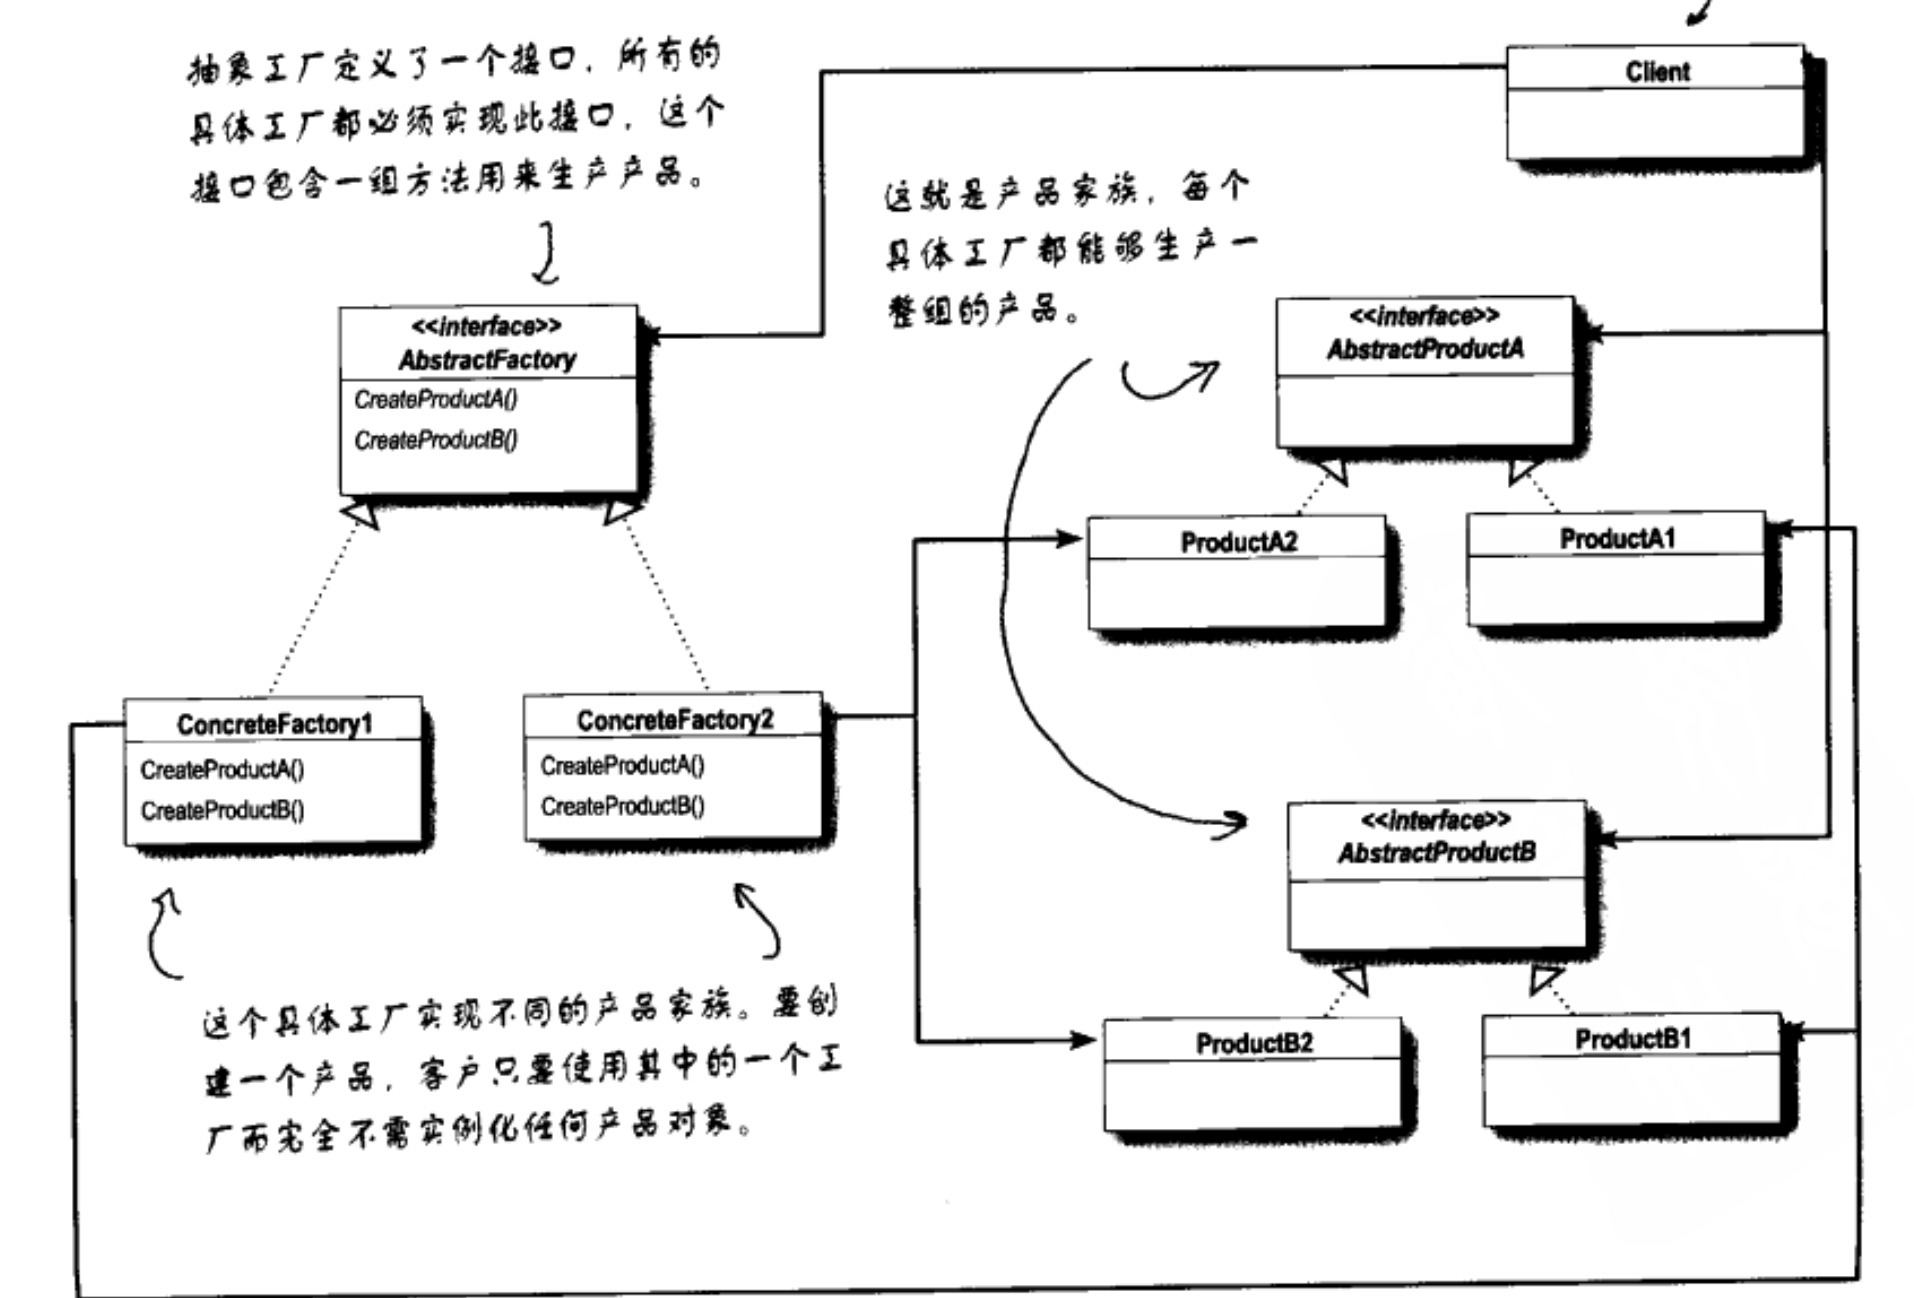 抽象工厂定义了一个接口，所有的
具体工厂都必须实现此接口，这个
接口包含一组方法用来生产产品。
Client
这就是产品家族，每个
具体工厂都能够生产一
整组的产品。
<<interface>>
AbstractFactory
CreateProductA()
CreateProductB()
<<interface>>
AbstractProductA
ProductA2
ProductA1
ConcreteFactory1
CreateProductA()
CreateProductB()
ConcreteFactory2
CreateProductA()
CreateProductB()
<<interface>>
AbstractProductB
ProductB2
ProductB1
这个具体工厂实现不同的产品家族。要创
建一个产品，客户只要使用其中的一个工
厂而完全不需实例化任何产品对象。